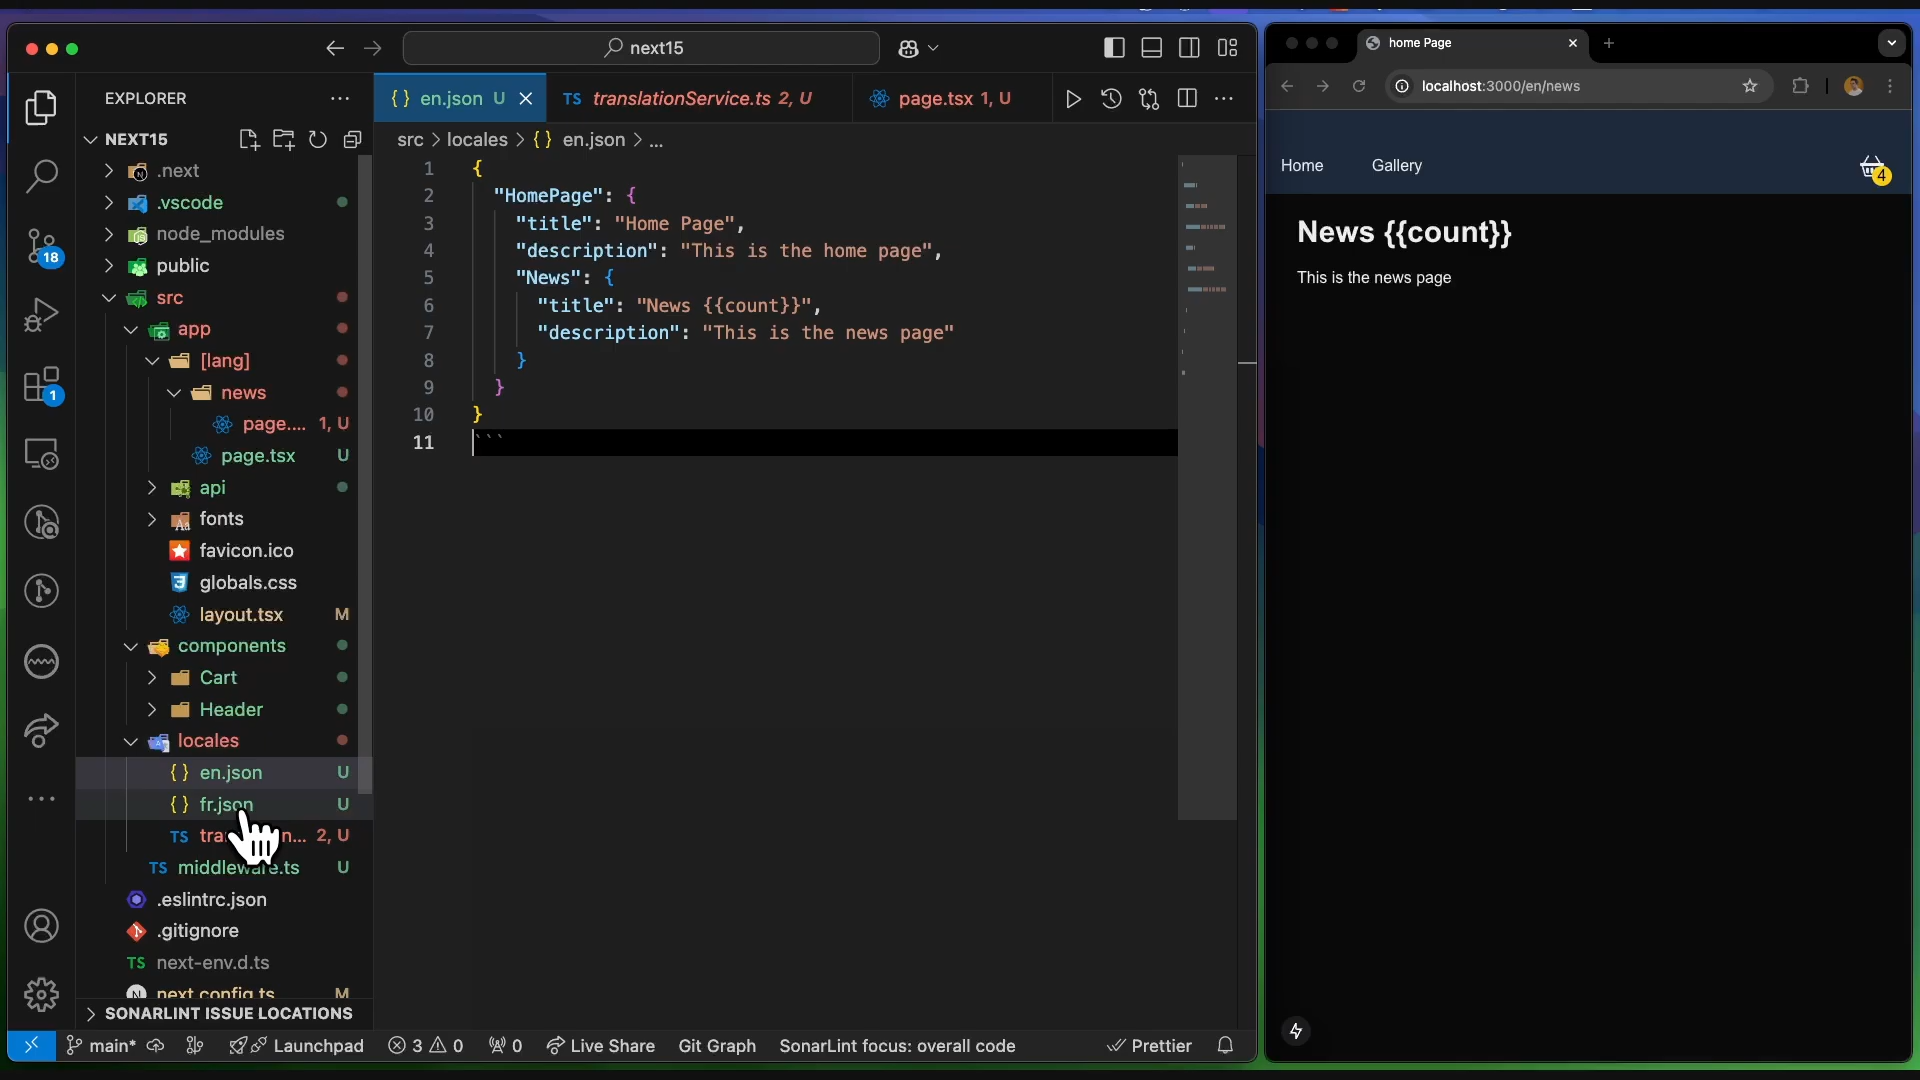 next15
EXPLORER
NEXT15
.next
.vscode
node_modules
public
src
app
[lang]
news
page.... 1, U
page.tsx U
api
fonts
favicon.ico
globals.css
layout.tsx M
components
Cart
Header
locales
en.json U
fr.json U
2, U
middleware.ts U
.eslintrc.json
.gitignore
TS next-env.d.ts
next.config.ts M
SONARLINT ISSUE LOCATIONS
18
1
{} en.json U
TS translationService.ts 2, U
page.tsx 1, U
src > locales > {} en.json > ...
1 {
2 "HomePage": {
3 "title": "Home Page",
4 "description": "This is the home page",
5 "News": {
6 "title": "News {{count}}",
7 "description": "This is the news page"
8 }
9 }
10 }
11 ```
main* Launchpad 3 0 0 Live Share Git Graph SonarLint focus: overall code Prettier
home Page
localhost:3000/en/news
Home Gallery 4
News {{count}}
This is the news page